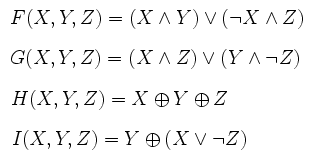 F(X, Y, Z) = (X ∧ Y) ∨ (¬X ∧ Z)
G(X, Y, Z) = (X ∧ Z) ∨ (Y ∧ ¬Z)
H(X, Y, Z) = X ⊕ Y ⊕ Z
I(X, Y, Z) = Y ⊕ (X ∨ ¬Z)